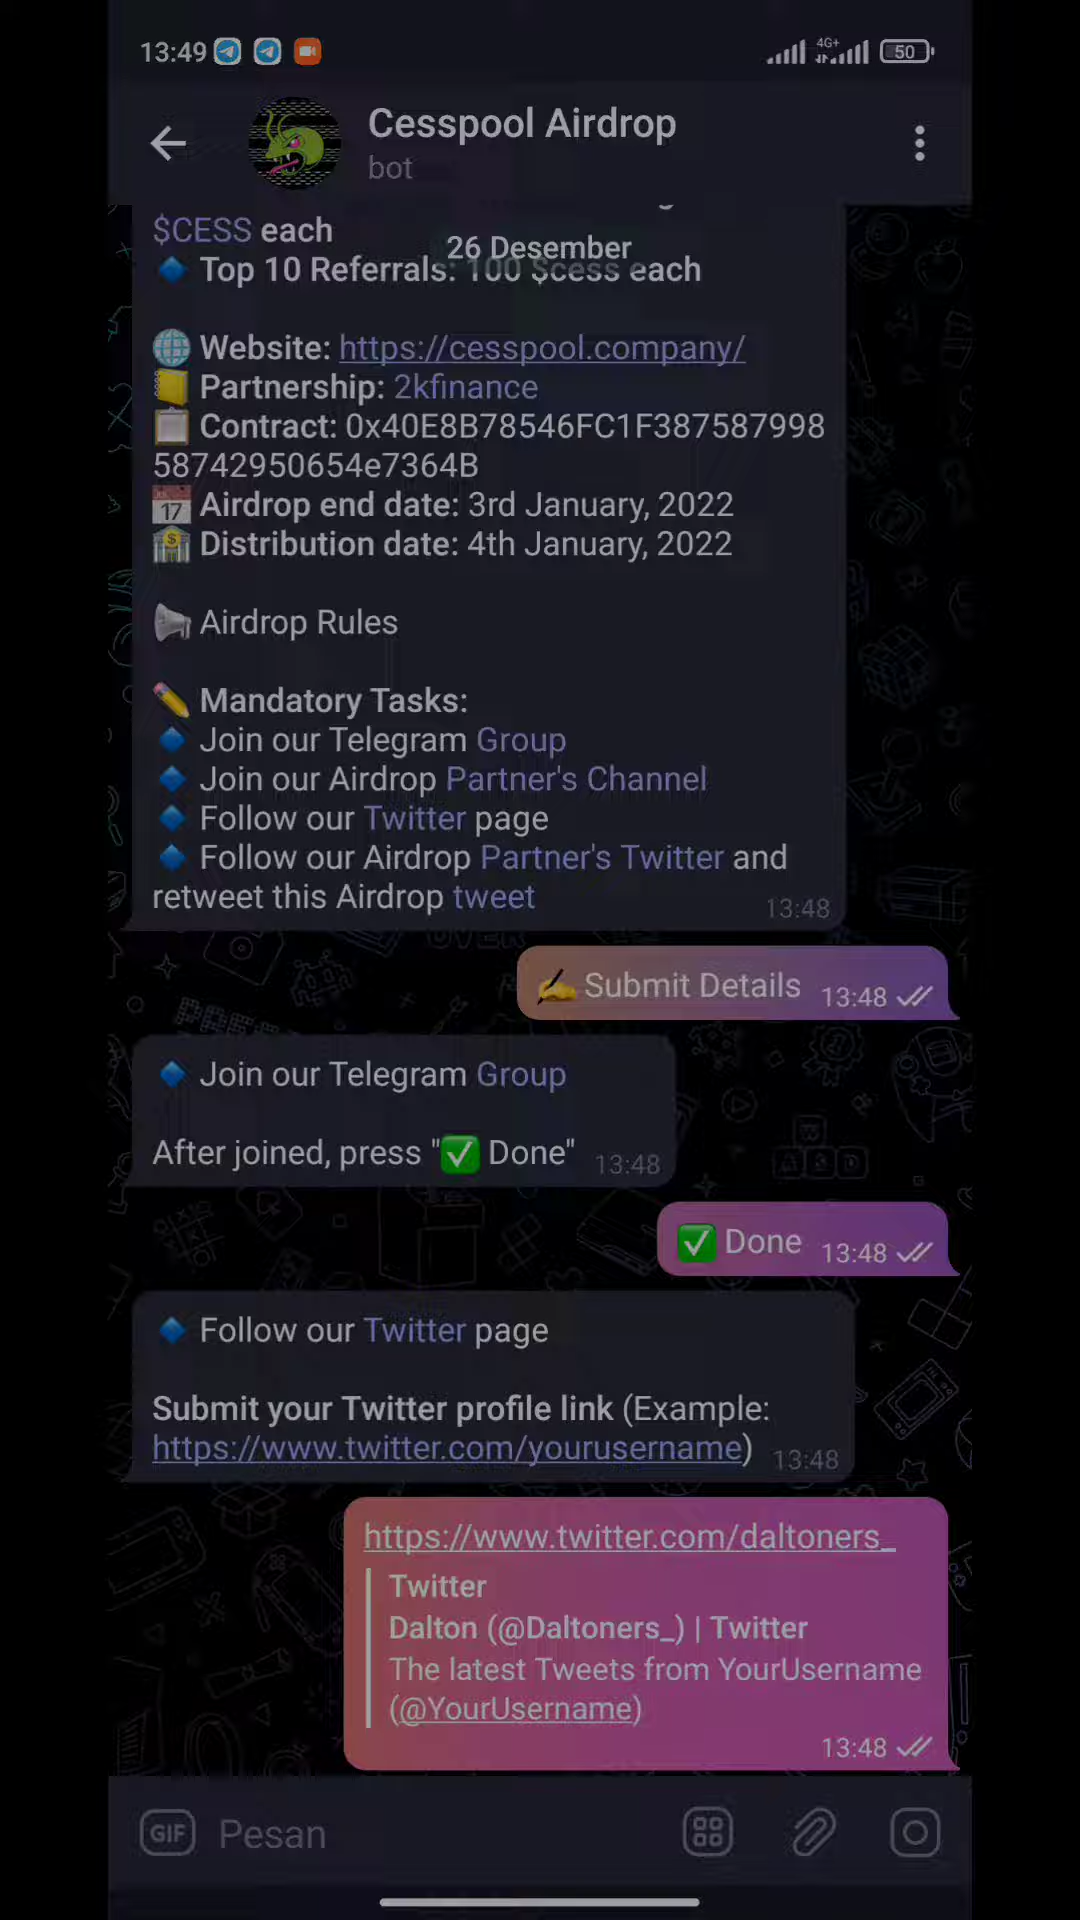 13:49
4G+
50
Cesspool Airdrop
bot
$CESS each
26 Desember
🔹 Top 10 Referrals: 100 $cess each
🌐 Website: https://cesspool.company/
📒 Partnership: 2kfinance
📋 Contract: 0x40E8B78546FC1F387587998
58742950654e7364B
📅 Airdrop end date: 3rd January, 2022
🏦 Distribution date: 4th January, 2022
📢 Airdrop Rules
✏️ Mandatory Tasks:
🔹 Join our Telegram Group
🔹 Join our Airdrop Partner's Channel
🔹 Follow our Twitter page
🔹 Follow our Airdrop Partner's Twitter and
retweet this Airdrop tweet
13:48
✍️ Submit Details 13:48
🔹 Join our Telegram Group
After joined, press "✅ Done" 13:48
✅ Done 13:48
🔹 Follow our Twitter page
Submit your Twitter profile link (Example:
https://www.twitter.com/yourusername) 13:48
https://www.twitter.com/daltoners_
Twitter
Dalton (@Daltoners_) | Twitter
The latest Tweets from YourUsername
(@YourUsername)
13:48
GIF Pesan